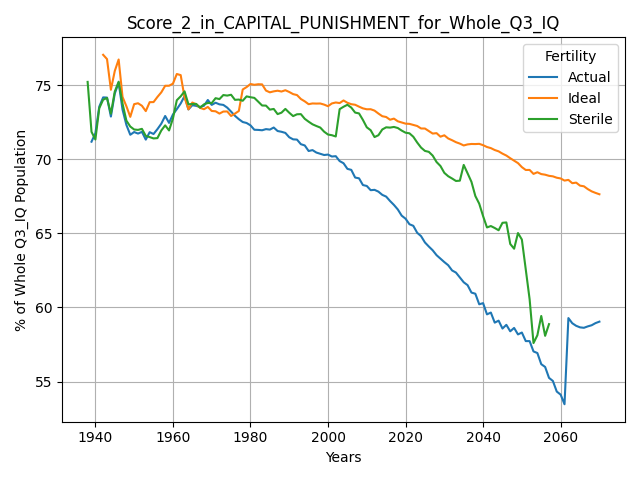 Score_2_in_CAPITAL_PUNISHMENT_for_Whole_Q3_IQ
Fertility
Actual
Ideal
Sterile
% of Whole Q3_IQ Population
75
70
65
60
55
1940
1960
1980
2000
2020
2040
2060
Years